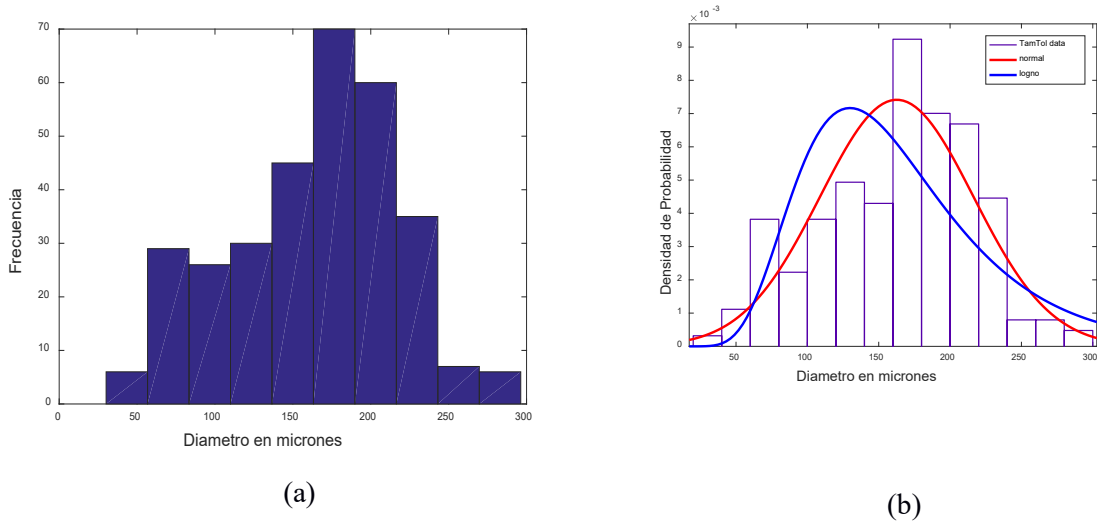 70
60
50
40
30
20
10
0
Frecuencia
0 50 100 150 200 250 300
Diametro en micrones
(a)
× 10⁻³
9
8
7
6
5
4
3
2
1
0
Densidad de Probabilidad
TamTol data
normal
logno
50 100 150 200 250 300
Diametro en micrones
(b)